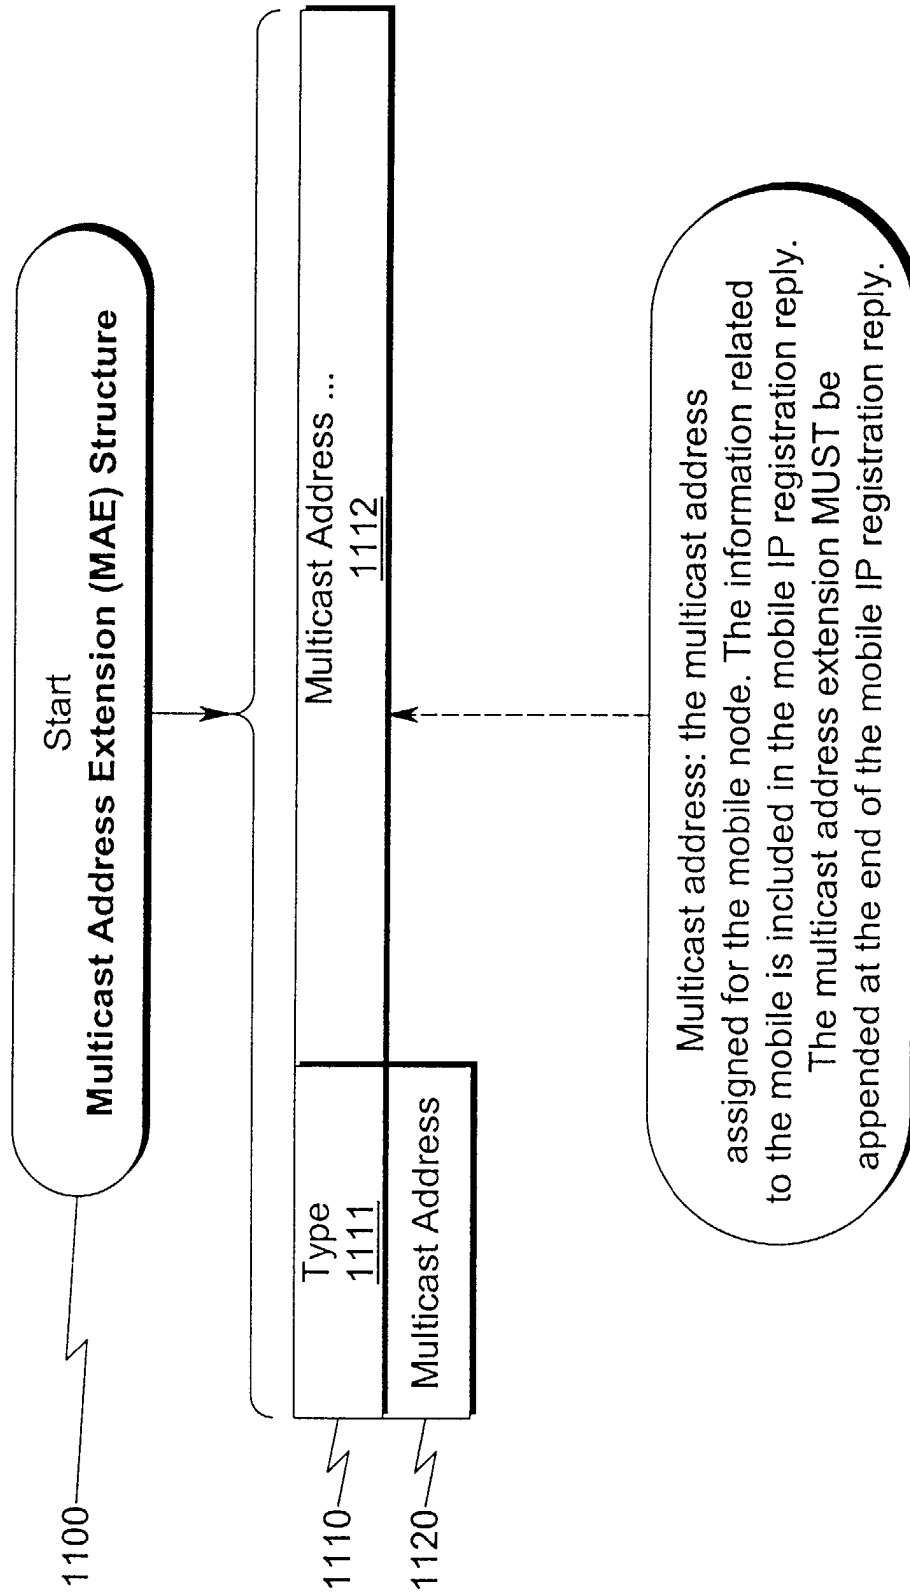 1100
Start
Multicast Address Extension (MAE) Structure
1110
Type
1111
Multicast Address ...
1112
1120
Multicast Address
Multicast address: the multicast address
assigned for the mobile node. The information related
to the mobile is included in the mobile IP registration reply.
The multicast address extension MUST be
appended at the end of the mobile IP registration reply.